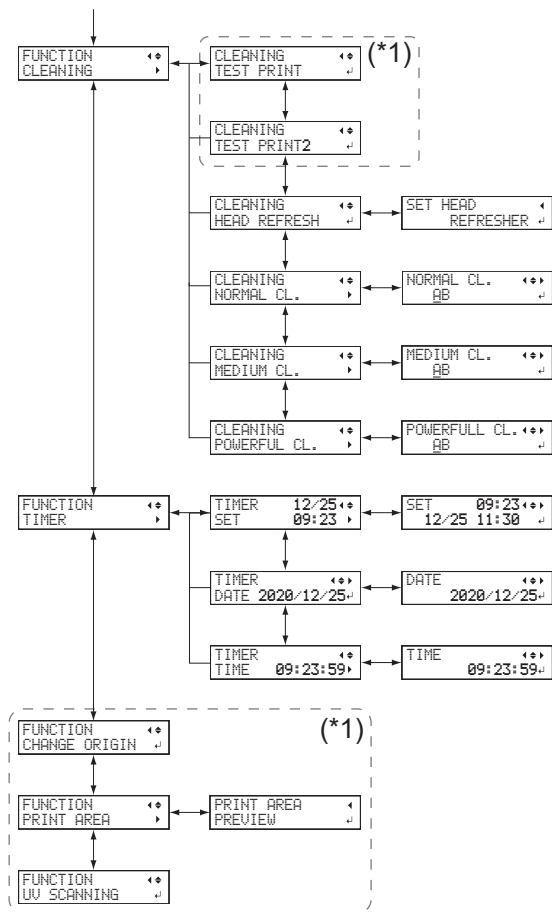 FUNCTION
CLEANING
CLEANING
TEST PRINT
(*1)
CLEANING
TEST PRINT2
CLEANING
HEAD REFRESH
SET HEAD
REFRESHER
CLEANING
NORMAL CL.
NORMAL CL.
AB
CLEANING
MEDIUM CL.
MEDIUM CL.
AB
CLEANING
POWERFUL CL.
POWERFULL CL.
AB
FUNCTION
TIMER
TIMER 12/25
SET 09:23
SET 09:23
12/25 11:30
TIMER
DATE 2020/12/25
DATE
2020/12/25
TIMER
TIME 09:23:59
TIME
09:23:59
(*1)
FUNCTION
CHANGE ORIGIN
FUNCTION
PRINT AREA
PRINT AREA
PREVIEW
FUNCTION
UV SCANNING